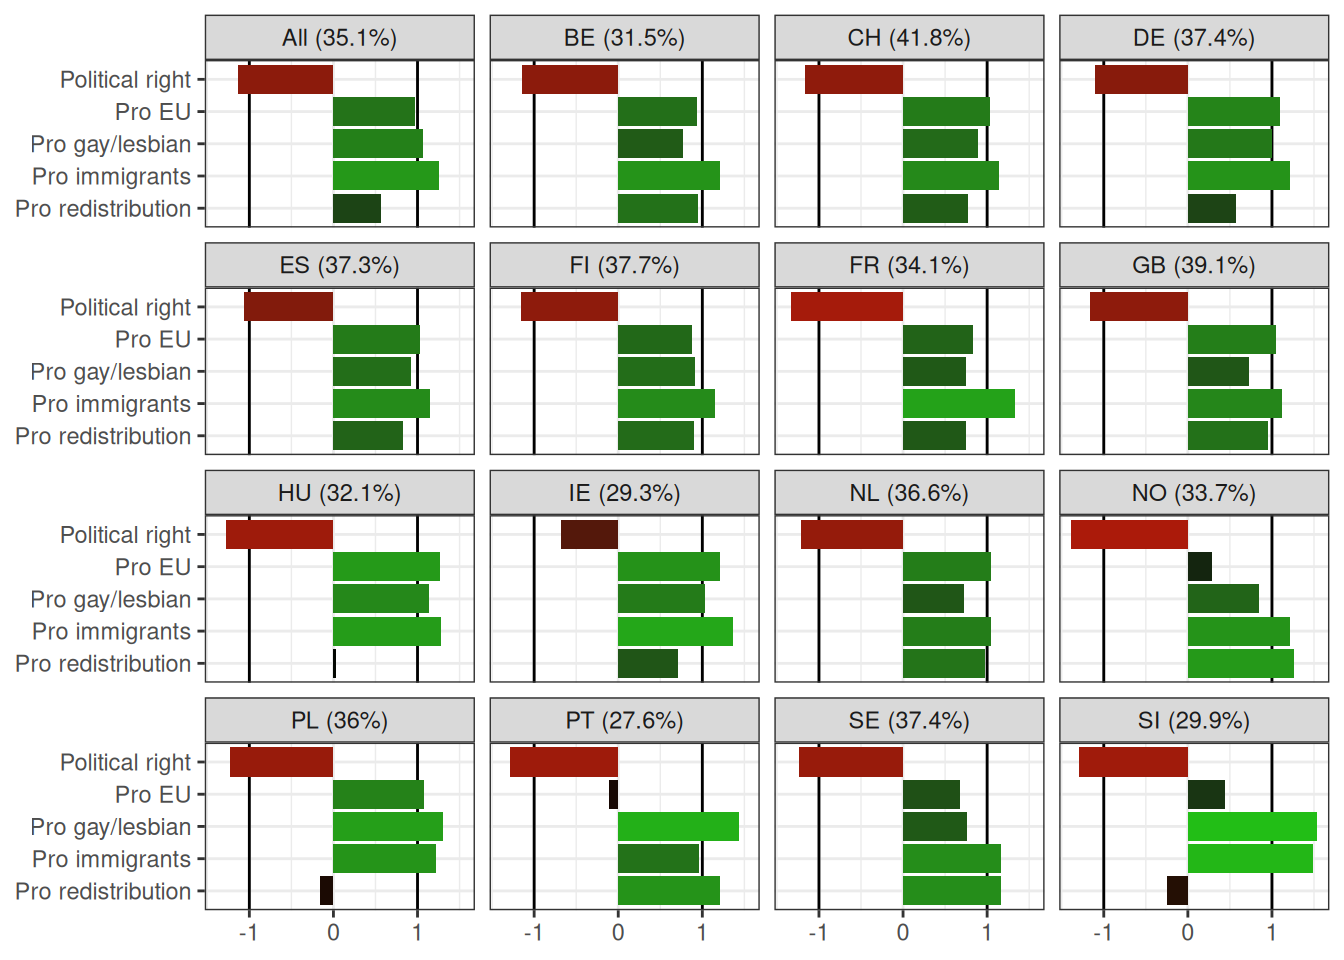 All (35.1%) BE (31.5%) CH (41.8%) DE (37.4%)
Political right
Pro EU
Pro gay/lesbian
Pro immigrants
Pro redistribution
ES (37.3%) FI (37.7%) FR (34.1%) GB (39.1%)
Political right
Pro EU
Pro gay/lesbian
Pro immigrants
Pro redistribution
HU (32.1%) IE (29.3%) NL (36.6%) NO (33.7%)
Political right
Pro EU
Pro gay/lesbian
Pro immigrants
Pro redistribution
PL (36%) PT (27.6%) SE (37.4%) SI (29.9%)
Political right
Pro EU
Pro gay/lesbian
Pro immigrants
Pro redistribution
-1 0 1 -1 0 1 -1 0 1 -1 0 1